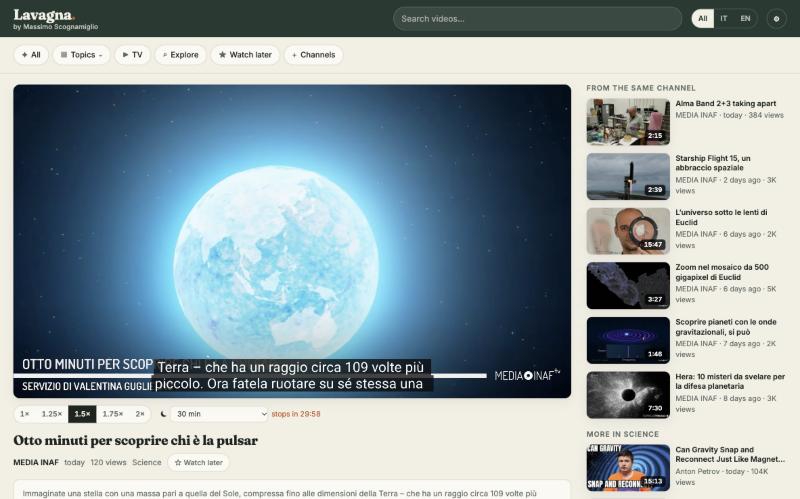 Lavagna.
by Massimo Scognamiglio
Search videos...
All
IT
EN
All
Topics
TV
Explore
Watch later
Channels
OTTO MINUTI PER SCOP
SERVIZIO DI VALENTINA GUGLIE
Terra – che ha un raggio circa 109 volte più
piccolo. Ora fatela ruotare su sé stessa una
MEDIA INAF tv
1×
1.25×
1.5×
1.75×
2×
30 min
stops in 29:58
Otto minuti per scoprire chi è la pulsar
MEDIA INAF today 120 views Science
☆ Watch later
Immaginate una stella con una massa pari a quella del Sole, compressa fino alle dimensioni della Terra – che ha un raggio circa 109 volte più
FROM THE SAME CHANNEL
2:15
Alma Band 2+3 taking apart
MEDIA INAF · today · 384 views
2:39
Starship Flight 15, un
abbraccio spaziale
MEDIA INAF · 2 days ago · 3K
views
15:47
L'universo sotto le lenti di
Euclid
MEDIA INAF · 6 days ago · 2K
views
3:27
Zoom nel mosaico da 500
gigapixel di Euclid
MEDIA INAF · 6 days ago · 5K
views
1:46
Scoprire pianeti con le onde
gravitazionali, si può
MEDIA INAF · 7 days ago · 2K
views
7:30
Hera: 10 misteri da svelare per
la difesa planetaria
MEDIA INAF · 8 days ago · 3K
views
MORE IN SCIENCE
CAN GRAVITY
SNAP AND RECONN
15:13
Can Gravity Snap and
Reconnect Just Like Magnet...
Anton Petrov · today · 104K
views